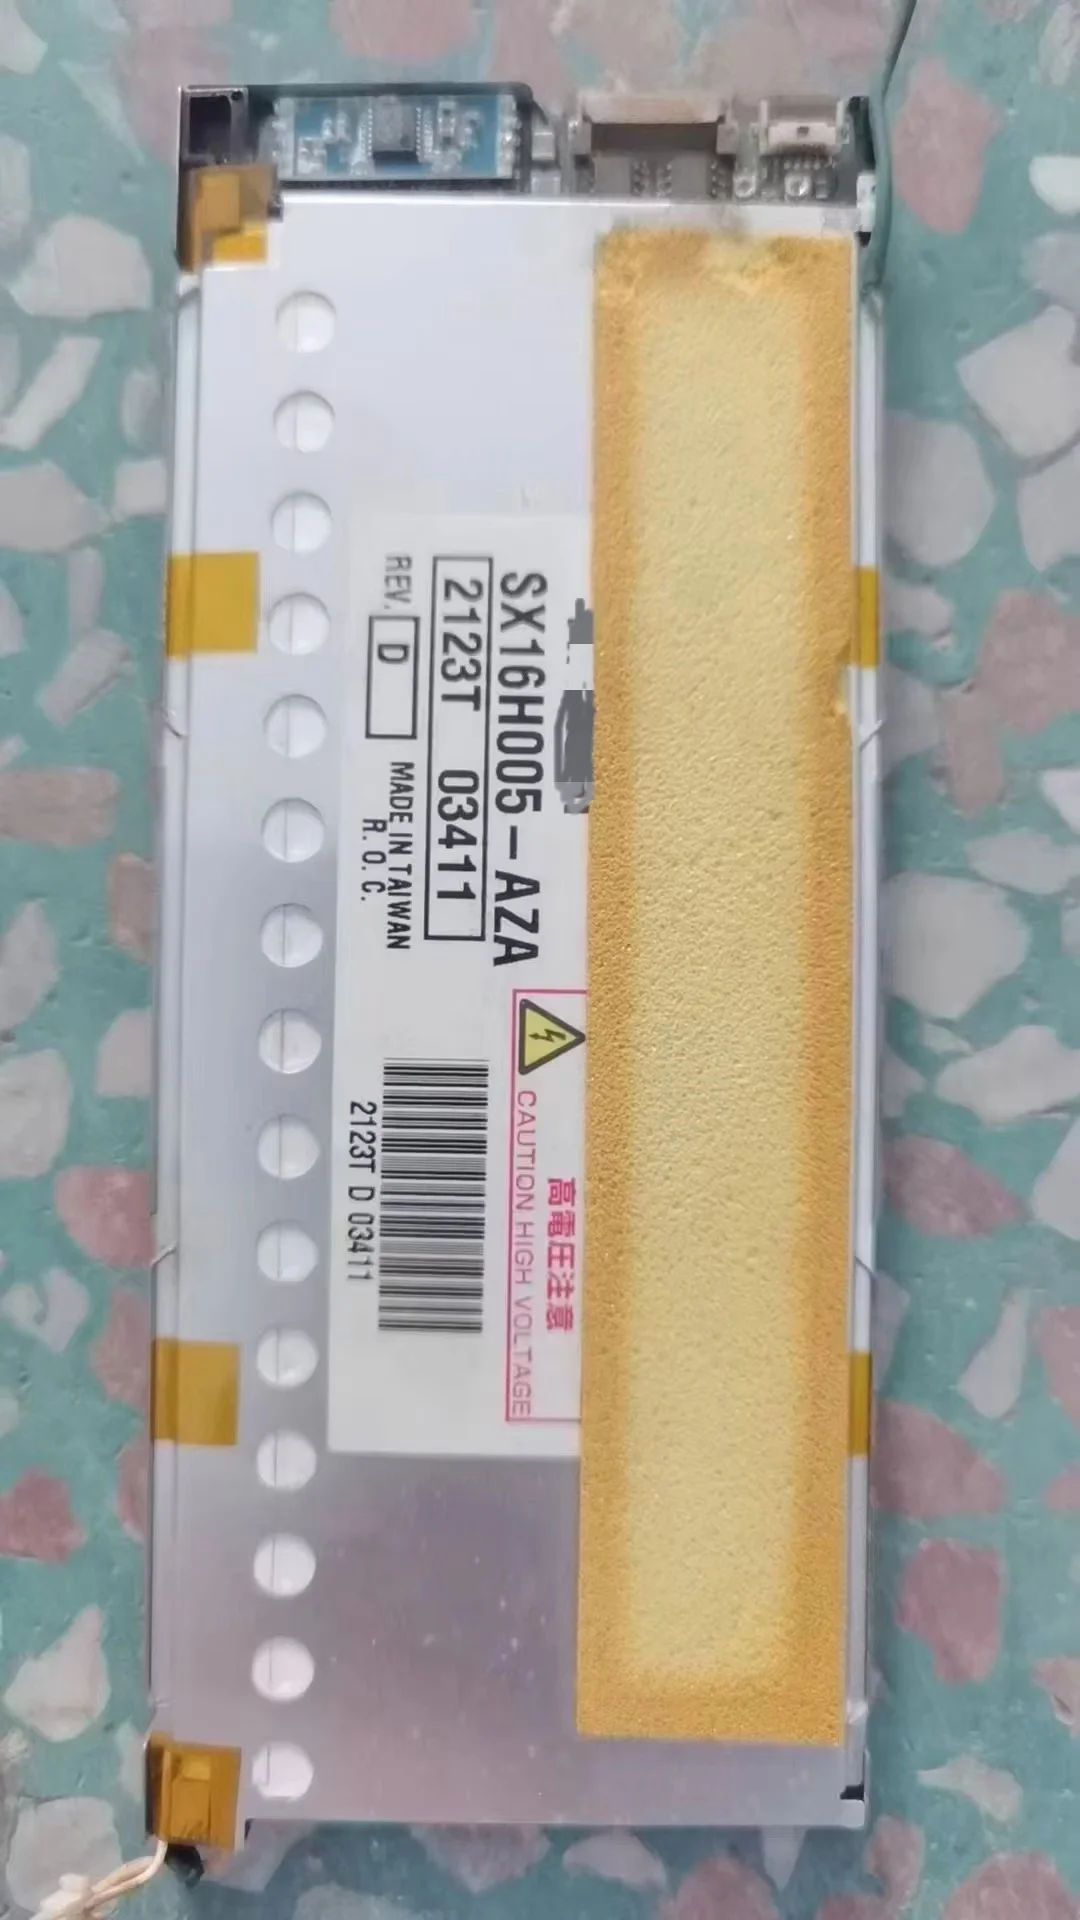 SX16H005-AZA
2123T 03411
REV. D
MADE IN TAIWAN
R.O.C.
高電圧注意
CAUTION HIGH VOLTAGE
2123T D 03411